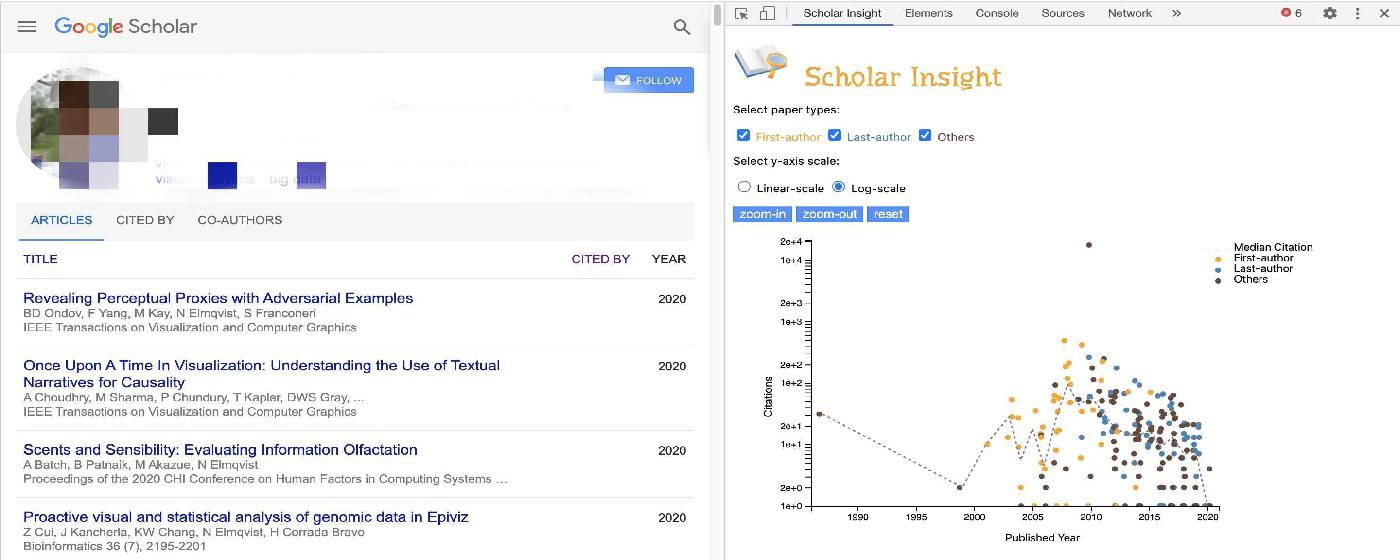 Google Scholar
FOLLOW
big data
ARTICLES CITED BY CO-AUTHORS
TITLE CITED BY YEAR
Revealing Perceptual Proxies with Adversarial Examples 2020
BD Ondov, F Yang, M Kay, N Elmqvist, S Franconeri
IEEE Transactions on Visualization and Computer Graphics
Once Upon A Time In Visualization: Understanding the Use of Textual 2020
Narratives for Causality
A Choudhry, M Sharma, P Chundury, T Kapler, DWS Gray, ...
IEEE Transactions on Visualization and Computer Graphics
Scents and Sensibility: Evaluating Information Olfactation 2020
A Batch, B Patnaik, M Akazue, N Elmqvist
Proceedings of the 2020 CHI Conference on Human Factors in Computing Systems ...
Proactive visual and statistical analysis of genomic data in Epiviz 2020
Z Cui, J Kancherla, KW Chang, N Elmqvist, H Corrada Bravo
Bioinformatics 36 (7), 2195-2201
Scholar Insight Elements Console Sources Network » 6
Scholar Insight
Select paper types:
First-author Last-author Others
Select y-axis scale:
Linear-scale Log-scale
zoom-in zoom-out reset
2e+4
1e+4
2e+3
1e+3
2e+2
1e+2
2e+1
1e+1
2e+0
1e+0
Citations
1990 1995 2000 2005 2010 2015 2020
Published Year
Median Citation
First-author
Last-author
Others